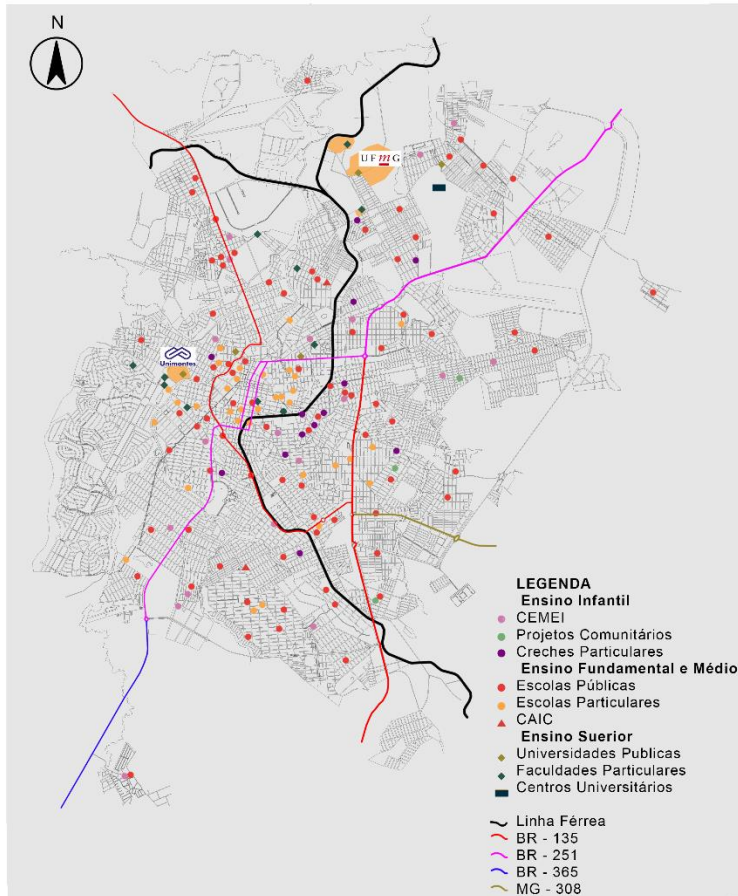 N
UFmG
Unimontes
LEGENDA
Ensino Infantil
CEMEI
Projetos Comunitários
Creches Particulares
Ensino Fundamental e Médio
Escolas Públicas
Escolas Particulares
CAIC
Ensino Suerior
Universidades Publicas
Faculdades Particulares
Centros Universitários
Linha Férrea
BR - 135
BR - 251
BR - 365
MG - 308